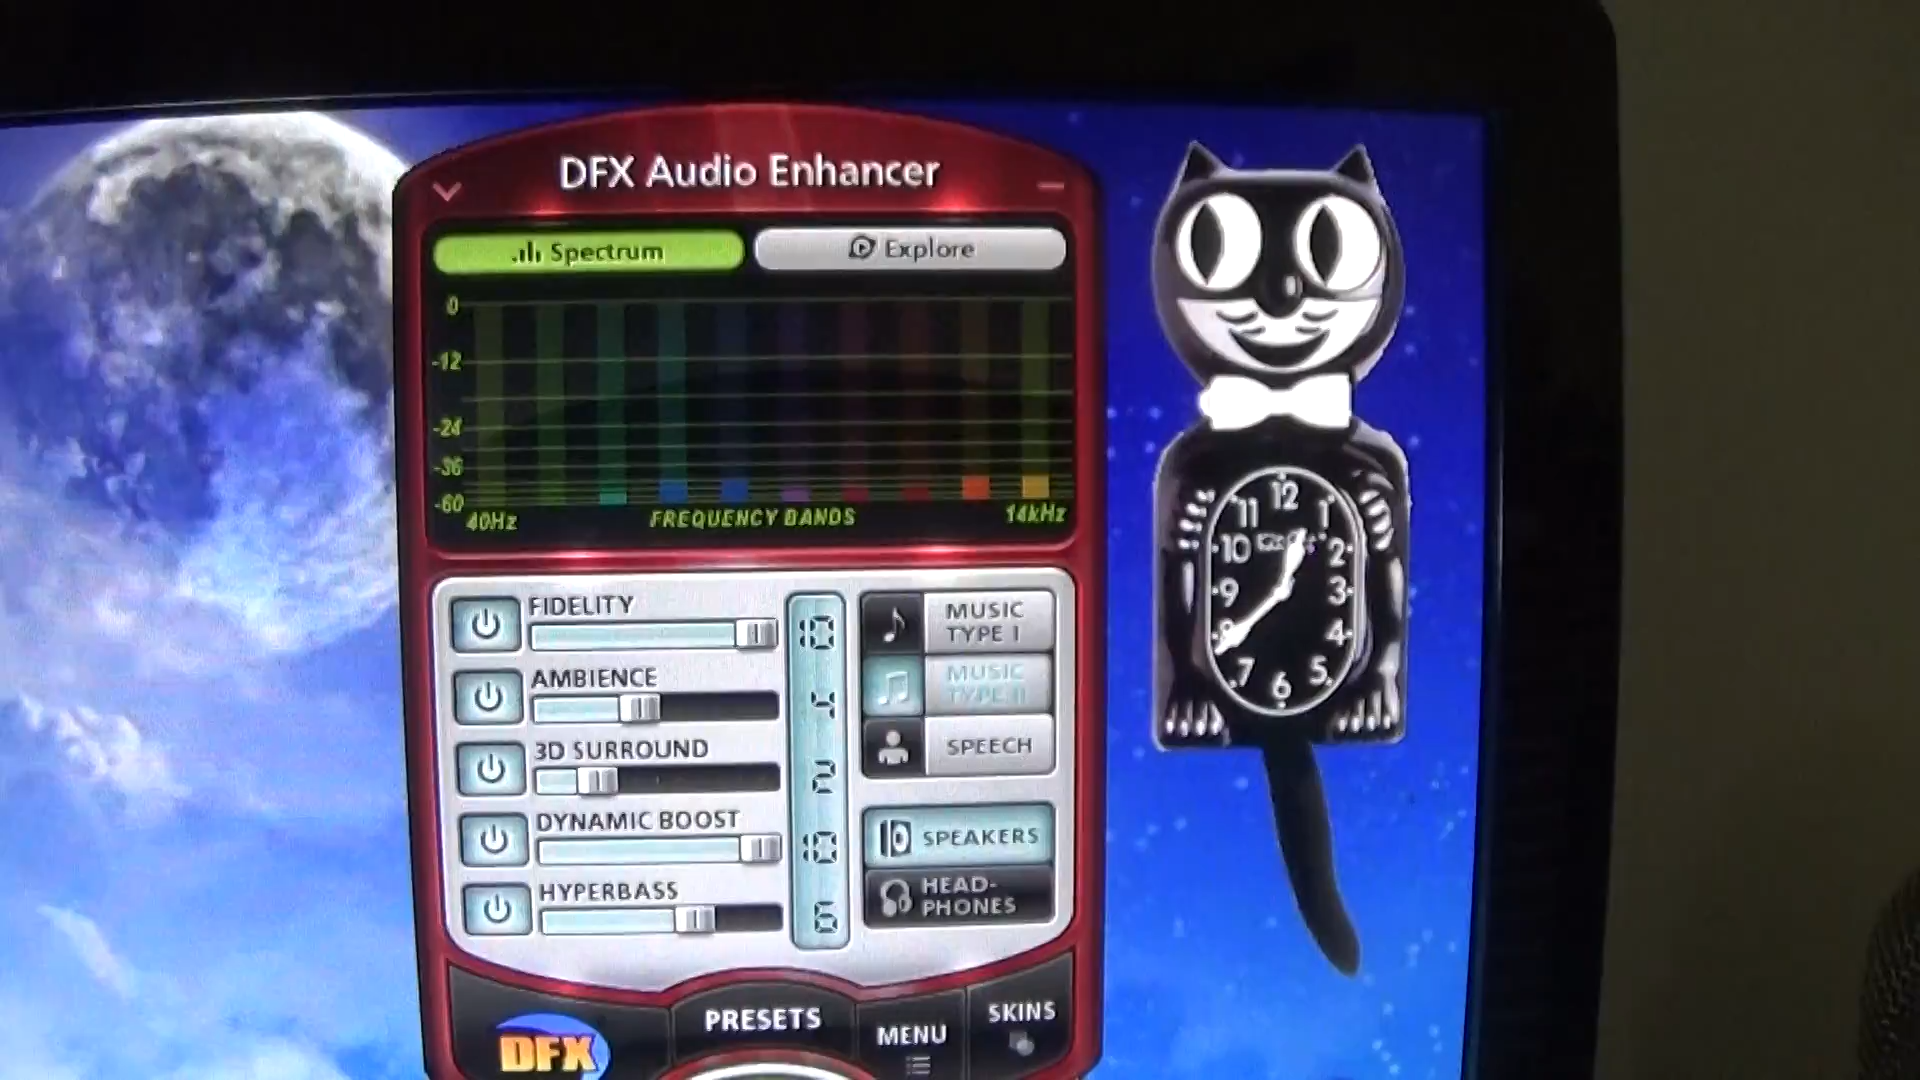 DFX Audio Enhancer
Spectrum
Explore
0
-12
-24
-36
-60
40Hz
FREQUENCY BANDS
14kHz
FIDELITY
10
AMBIENCE
4
3D SURROUND
2
DYNAMIC BOOST
10
HYPERBASS
6
MUSIC
TYPE I
MUSIC
TYPE II
SPEECH
SPEAKERS
HEAD-
PHONES
DFX
PRESETS
MENU
SKINS
12
1
2
3
4
5
6
7
8
9
10
11